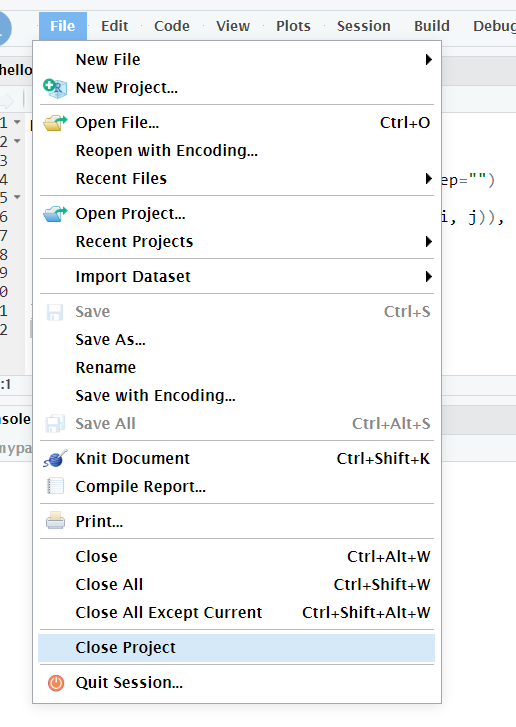 File Edit Code View Plots Session Build Debug
hello
New File
New Project...
1
Open File... Ctrl+O
2
Reopen with Encoding...
3
Recent Files
4
ep="")
5
Open Project...
6
i, j)),
7
Recent Projects
8
9
Import Dataset
0
1
Save Ctrl+S
2
Save As...
Rename
:1
Save with Encoding...
nsole
Save All Ctrl+Alt+S
mypa
Knit Document Ctrl+Shift+K
Compile Report...
Print...
Close Ctrl+Alt+W
Close All Ctrl+Shift+W
Close All Except Current Ctrl+Shift+Alt+W
Close Project
Quit Session...